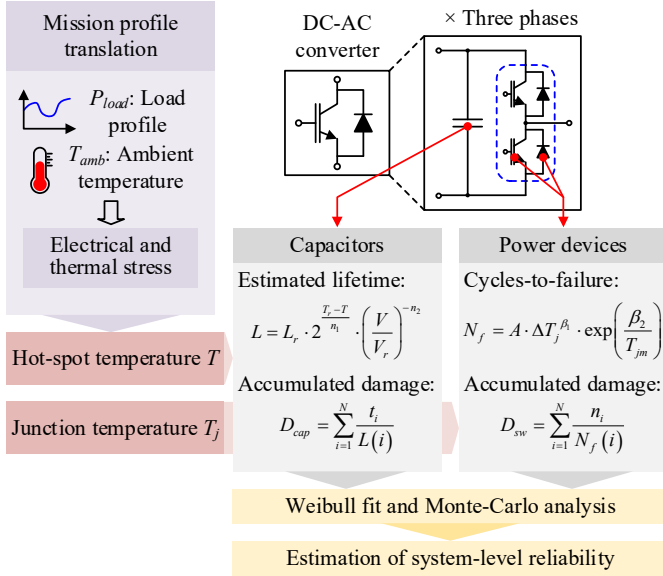 Mission profile
translation
P_load: Load
profile
T_amb: Ambient
temperature
Electrical and
thermal stress
Hot-spot temperature T
Junction temperature T_j
DC-AC
converter
× Three phases
Capacitors
Estimated lifetime:
L = L_r · 2^{(T_r − T)/n_1} · (V/V_r)^{−n_2}
Accumulated damage:
D_cap = ∑_{i=1}^{N} t_i/L(i)
Power devices
Cycles-to-failure:
N_f = A · ΔT_j^{β_1} · exp(β_2/T_jm)
Accumulated damage:
D_sw = ∑_{i=1}^{N} n_i/N_f(i)
Weibull fit and Monte-Carlo analysis
Estimation of system-level reliability